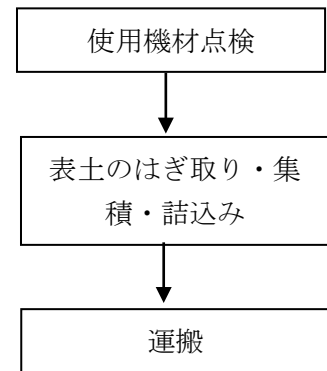 使用機材点検
表土のはぎ取り・集
積・詰込み
運搬